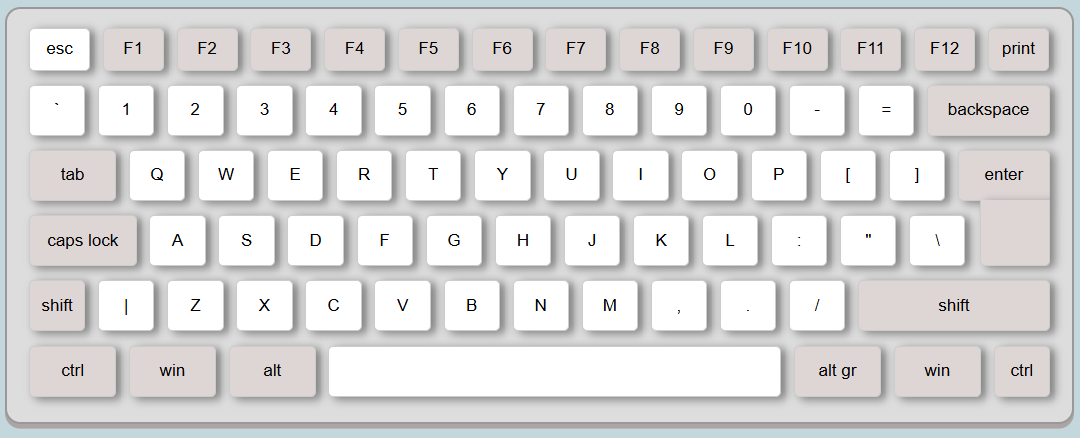 esc F1 F2 F3 F4 F5 F6 F7 F8 F9 F10 F11 F12 print
` 1 2 3 4 5 6 7 8 9 0 - = backspace
tab Q W E R T Y U I O P [ ] enter
caps lock A S D F G H J K L : " \
shift | Z X C V B N M , . / shift
ctrl win alt alt gr win ctrl